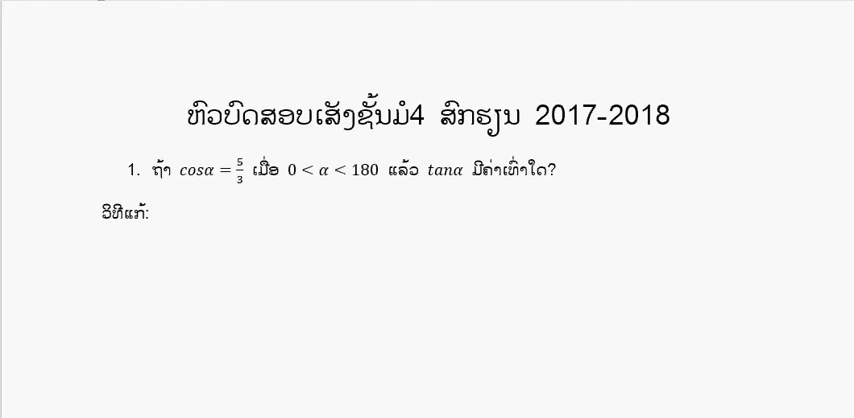 ຫົວບົດສອບເສັງຊັ້ນມໍ4 ສົກຮຽນ 2017-2018
1. ຖ້າ cosα = 5/3 ເມື່ອ 0 < α < 180 ແລ້ວ tanα ມີຄ່າເທົ່າໃດ?
ວິທີແກ້: